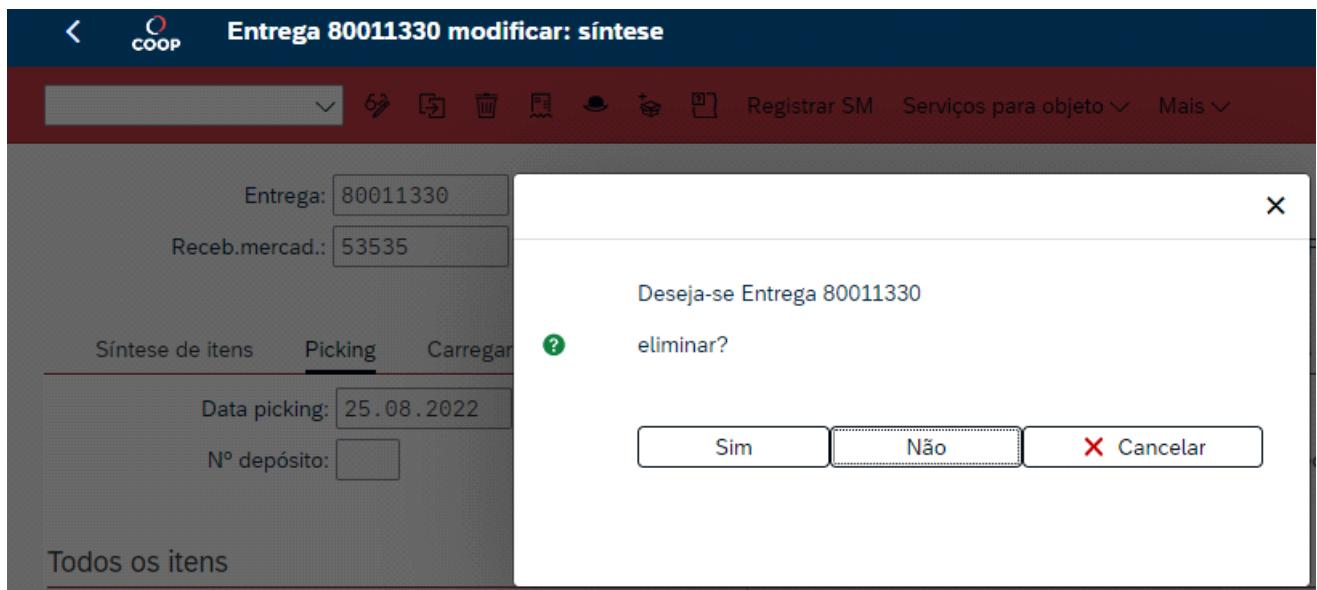 COOP Entrega 80011330 modificar: síntese
Registrar SM Serviços para objeto Mais
Entrega: 80011330
Receb.mercad.: 53535
Deseja-se Entrega 80011330
eliminar?
Síntese de itens Picking Carregar
Data picking: 25.08.2022
Sim Não Cancelar
Nº depósito:
Todos os itens